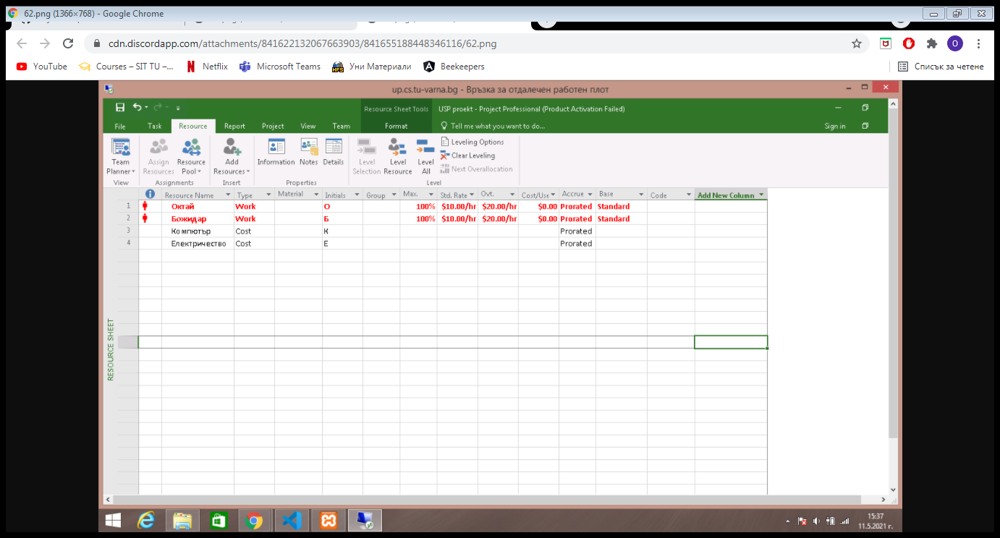 62.png (1366×768) - Google Chrome
cdn.discordapp.com/attachments/841622132067663903/841655188448346116/62.png
O
YouTube
Courses – SIT TU –...
Netflix
Microsoft Teams
Уни Материали
Beekeepers
Списък за четене
up.cs.tu-varna.bg - Връзка за отдалечен работен плот
Resource Sheet Tools
USP proekt - Project Professional (Product Activation Failed)
File Task Resource Report Project View Team Format Tell me what you want to do... Sign in
Team Planner
Assign Resources
Resource Pool
Add Resources
Information
Notes
Details
Level Selection
Level Resource
Level All
Leveling Options
Clear Leveling
Next Overallocation
View Assignments Insert Properties Level
Resource Name Type Material Initials Group Max. Std. Rate Ovt. Cost/Use Accrue Base Code Add New Column
1 Октай Work О 100% $10.00/hr $20.00/hr $0.00 Prorated Standard
2 Божидар Work Б 100% $10.00/hr $20.00/hr $0.00 Prorated Standard
3 Компютър Cost К Prorated
4 Електричество Cost Е Prorated
RESOURCE SHEET
15:37
11.5.2021 г.